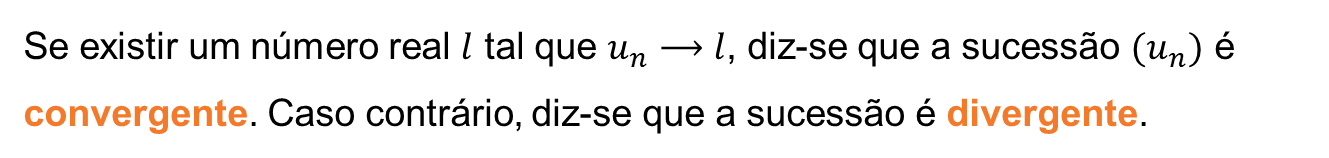 Se existir um número real 𝑙 tal que 𝑢ₙ ⟶ 𝑙, diz-se que a sucessão (𝑢ₙ) é
convergente. Caso contrário, diz-se que a sucessão é divergente.